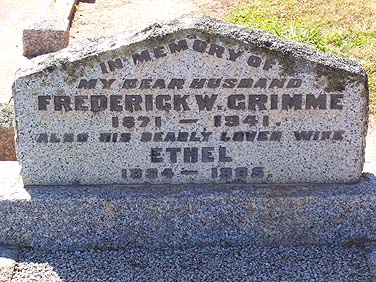 IN MEMORY OF
MY DEAR HUSBAND
FREDERICK W. GRIMME
1871 — 1941.
ALSO HIS DEARLY LOVED WIFE
ETHEL